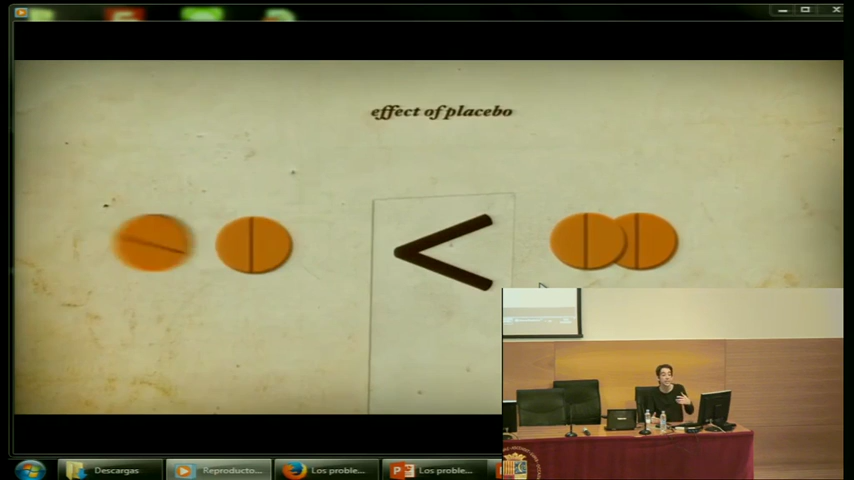 effect of placebo
<
Descargas
Reproducto...
Los proble...
Los proble...